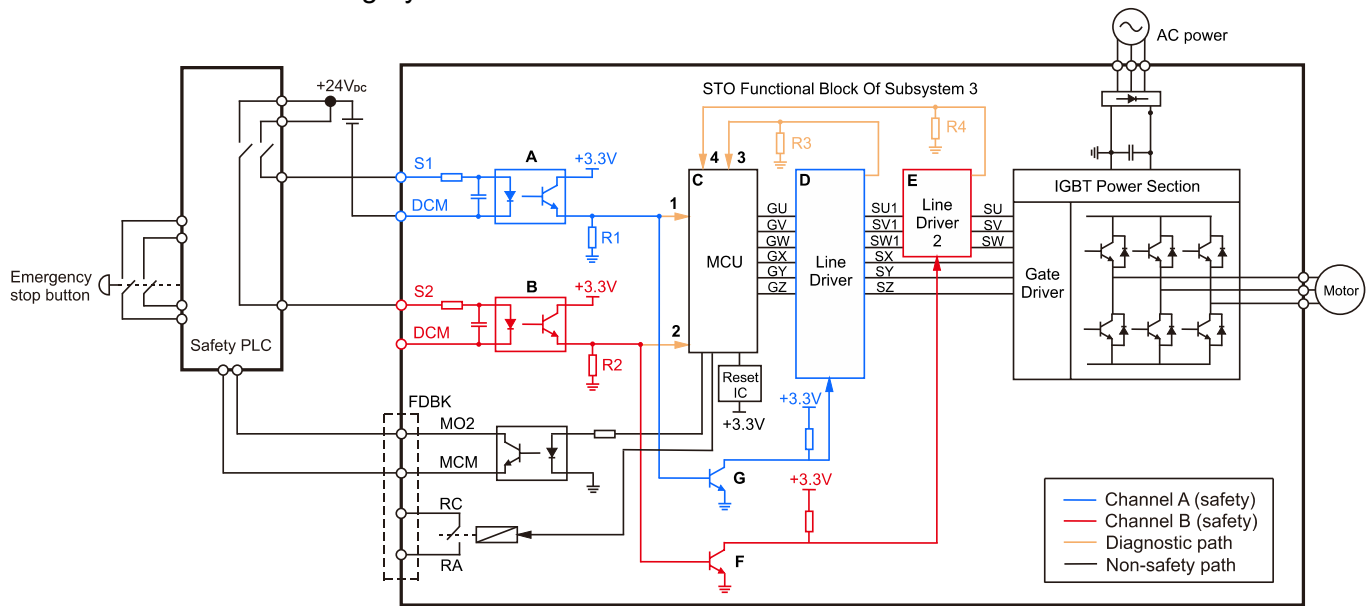 AC power
STO Functional Block Of Subsystem 3
+24VDC
R3
R4
S1
A
+3.3V
4
3
C
D
E
IGBT Power Section
DCM
1
R1
GU
GV
GW
GX
GY
GZ
MCU
Line
Driver
SU1
SV1
SW1
SX
SY
SZ
Line
Driver
2
SU
SV
SW
Gate
Driver
Motor
Emergency
stop button
S2
B
+3.3V
DCM
2
R2
Safety PLC
Reset
IC
+3.3V
+3.3V
FDBK
MO2
MCM
G
+3.3V
RC
RA
F
Channel A (safety)
Channel B (safety)
Diagnostic path
Non-safety path